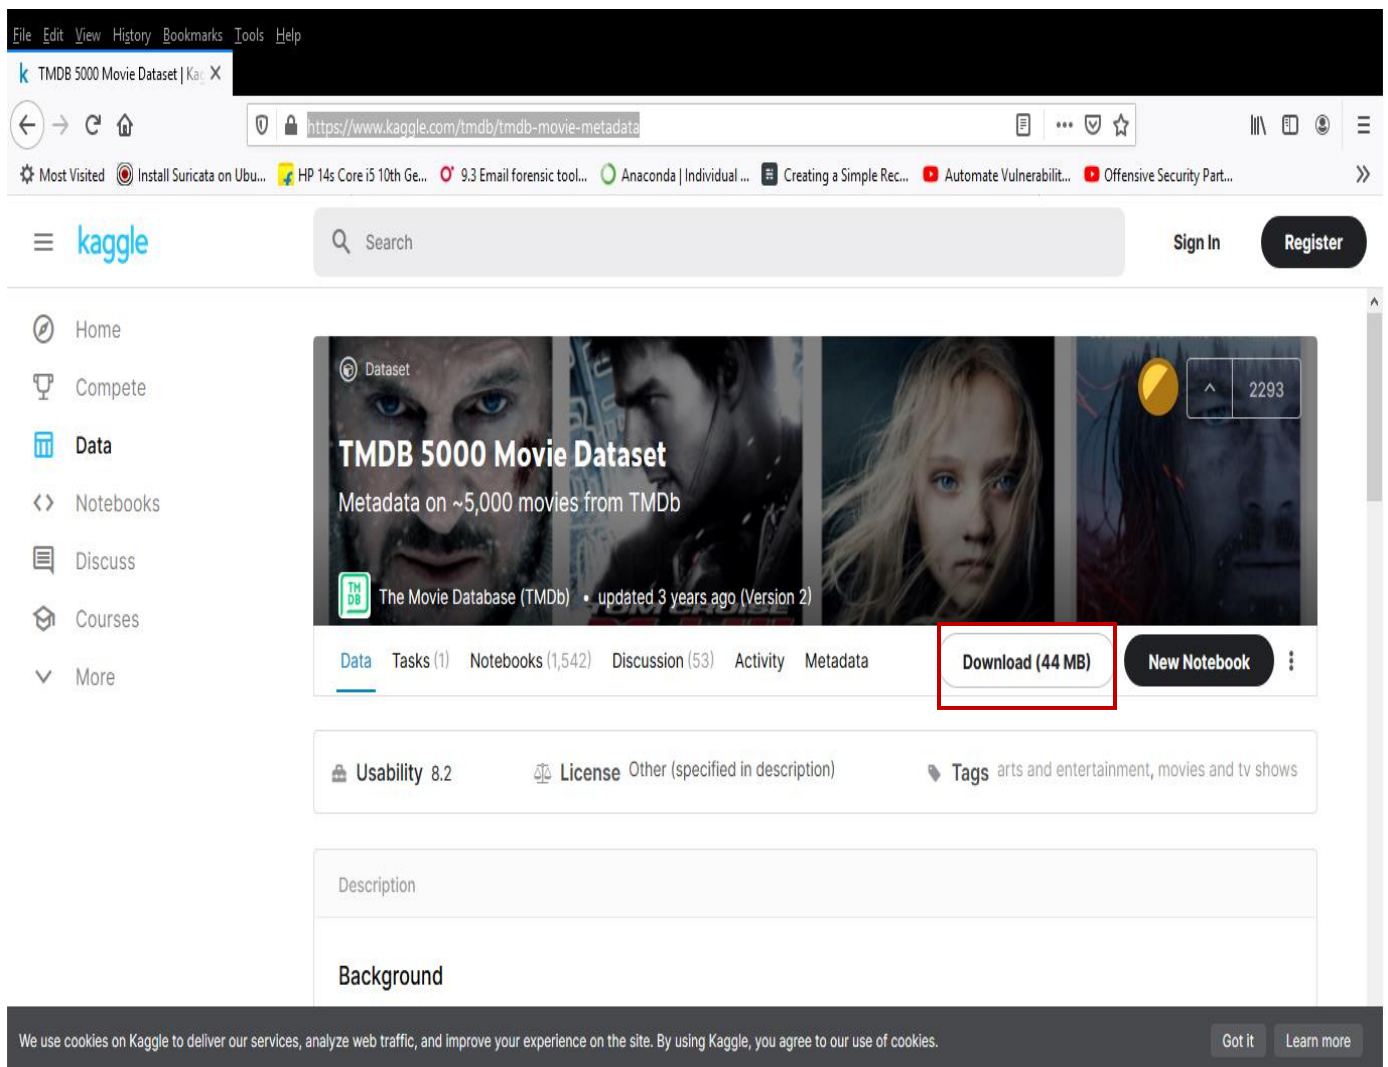 File Edit View History Bookmarks Tools Help
k TMDB 5000 Movie Dataset | Kag
https://www.kaggle.com/tmdb/tmdb-movie-metadata
Most Visited Install Suricata on Ubu... HP 14s Core i5 10th Ge... 9.3 Email forensic tool... Anaconda | Individual ... Creating a Simple Rec... Automate Vulnerabilit... Offensive Security Part...
kaggle Search Sign In Register
Home
Compete
Data
Notebooks
Discuss
Courses
More
Dataset
2293
TMDB 5000 Movie Dataset
Metadata on ~5,000 movies from TMDb
TM
DB
The Movie Database (TMDb) • updated 3 years ago (Version 2)
TOM CRUISE
Data Tasks (1) Notebooks (1,542) Discussion (53) Activity Metadata Download (44 MB) New Notebook
Usability 8.2 License Other (specified in description) Tags arts and entertainment, movies and tv shows
Description
Background
We use cookies on Kaggle to deliver our services, analyze web traffic, and improve your experience on the site. By using Kaggle, you agree to our use of cookies. Got it Learn more